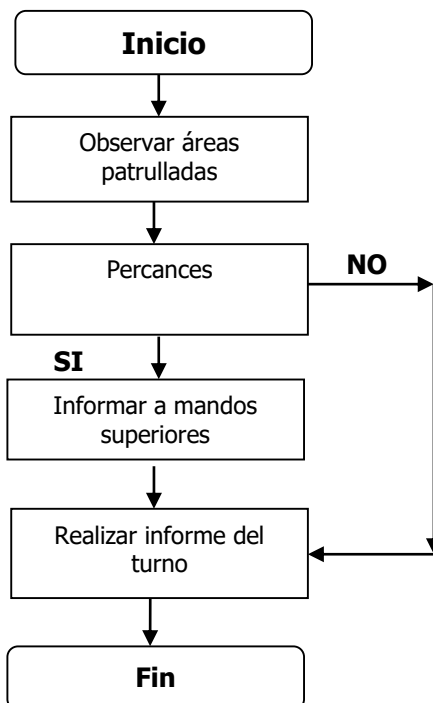 Inicio
Observar áreas
patrulladas
Percances
NO
SI
Informar a mandos
superiores
Realizar informe del
turno
Fin